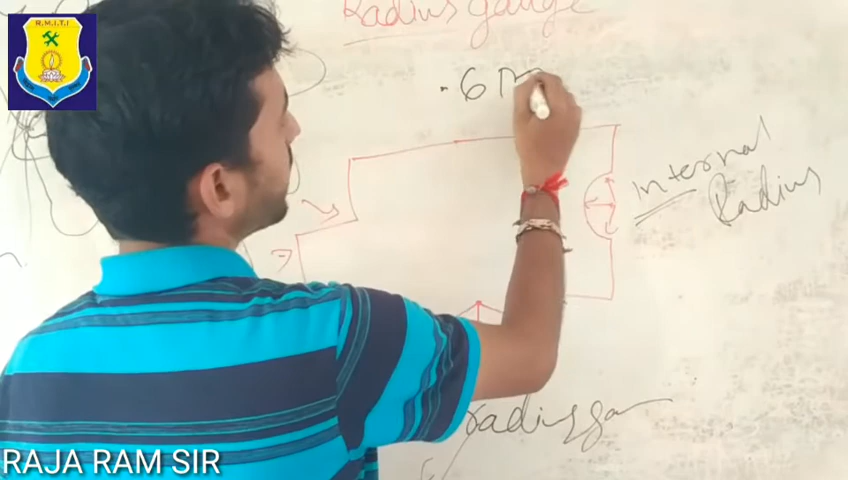 R.M.I.T.I
Radius gauge
.6 m
internal
Radius
radius ga
RAJA RAM SIR